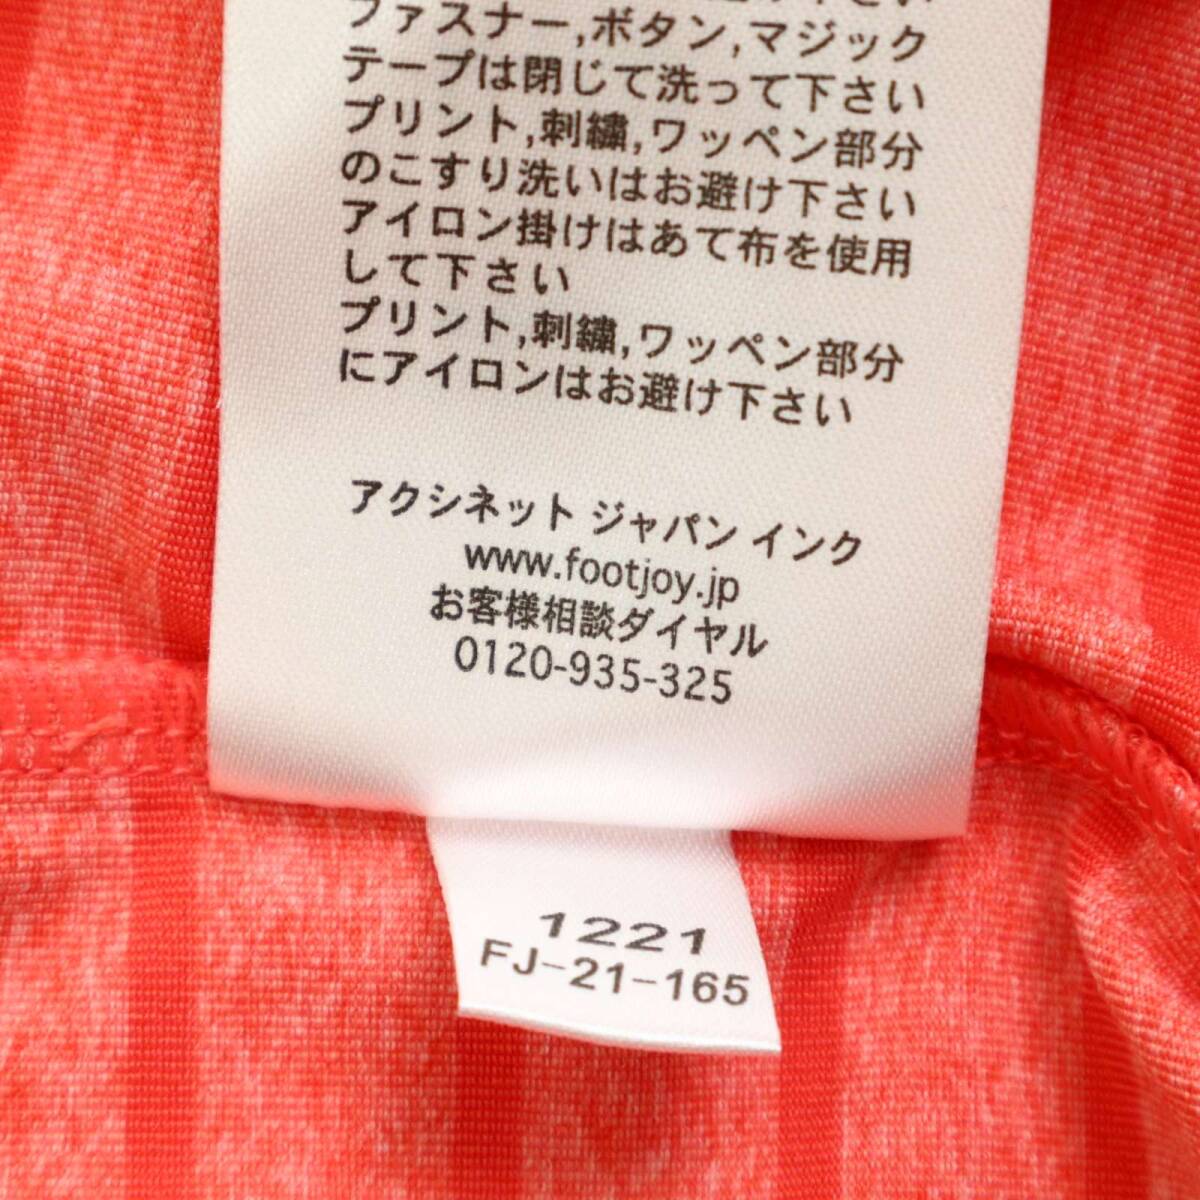 下さい
ファスナー,ボタン,マジック
テープは閉じて洗って下さい
プリント,刺繍,ワッペン部分
のこすり洗いはお避け下さい
アイロン掛けはあて布を使用
して下さい
プリント,刺繍,ワッペン部分
にアイロンはお避け下さい
アクシネット ジャパン インク
www.footjoy.jp
お客様相談ダイヤル
0120-935-325
1221
FJ-21-165